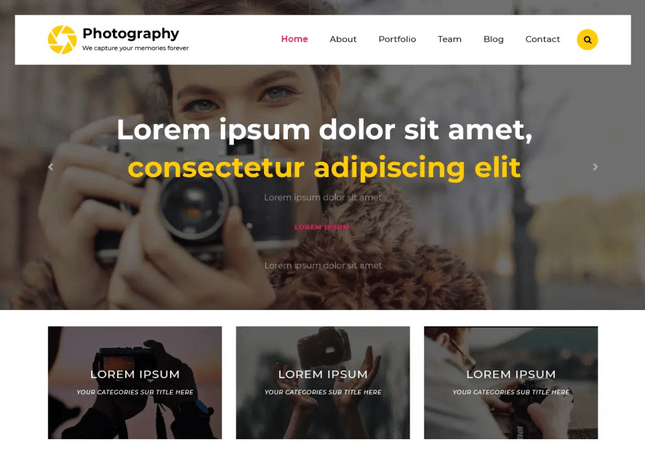 Photography
We capture your memories forever
Home About Portfolio Team Blog Contact
Lorem ipsum dolor sit amet,
consectetur adipiscing elit
Lorem ipsum dolor sit amet
LOREM IPSUM
Lorem ipsum dolor sit amet
LOREM IPSUM LOREM IPSUM LOREM IPSUM
YOUR CATEGORIES SUB TITLE HERE YOUR CATEGORIES SUB TITLE HERE YOUR CATEGORIES SUB TITLE HERE